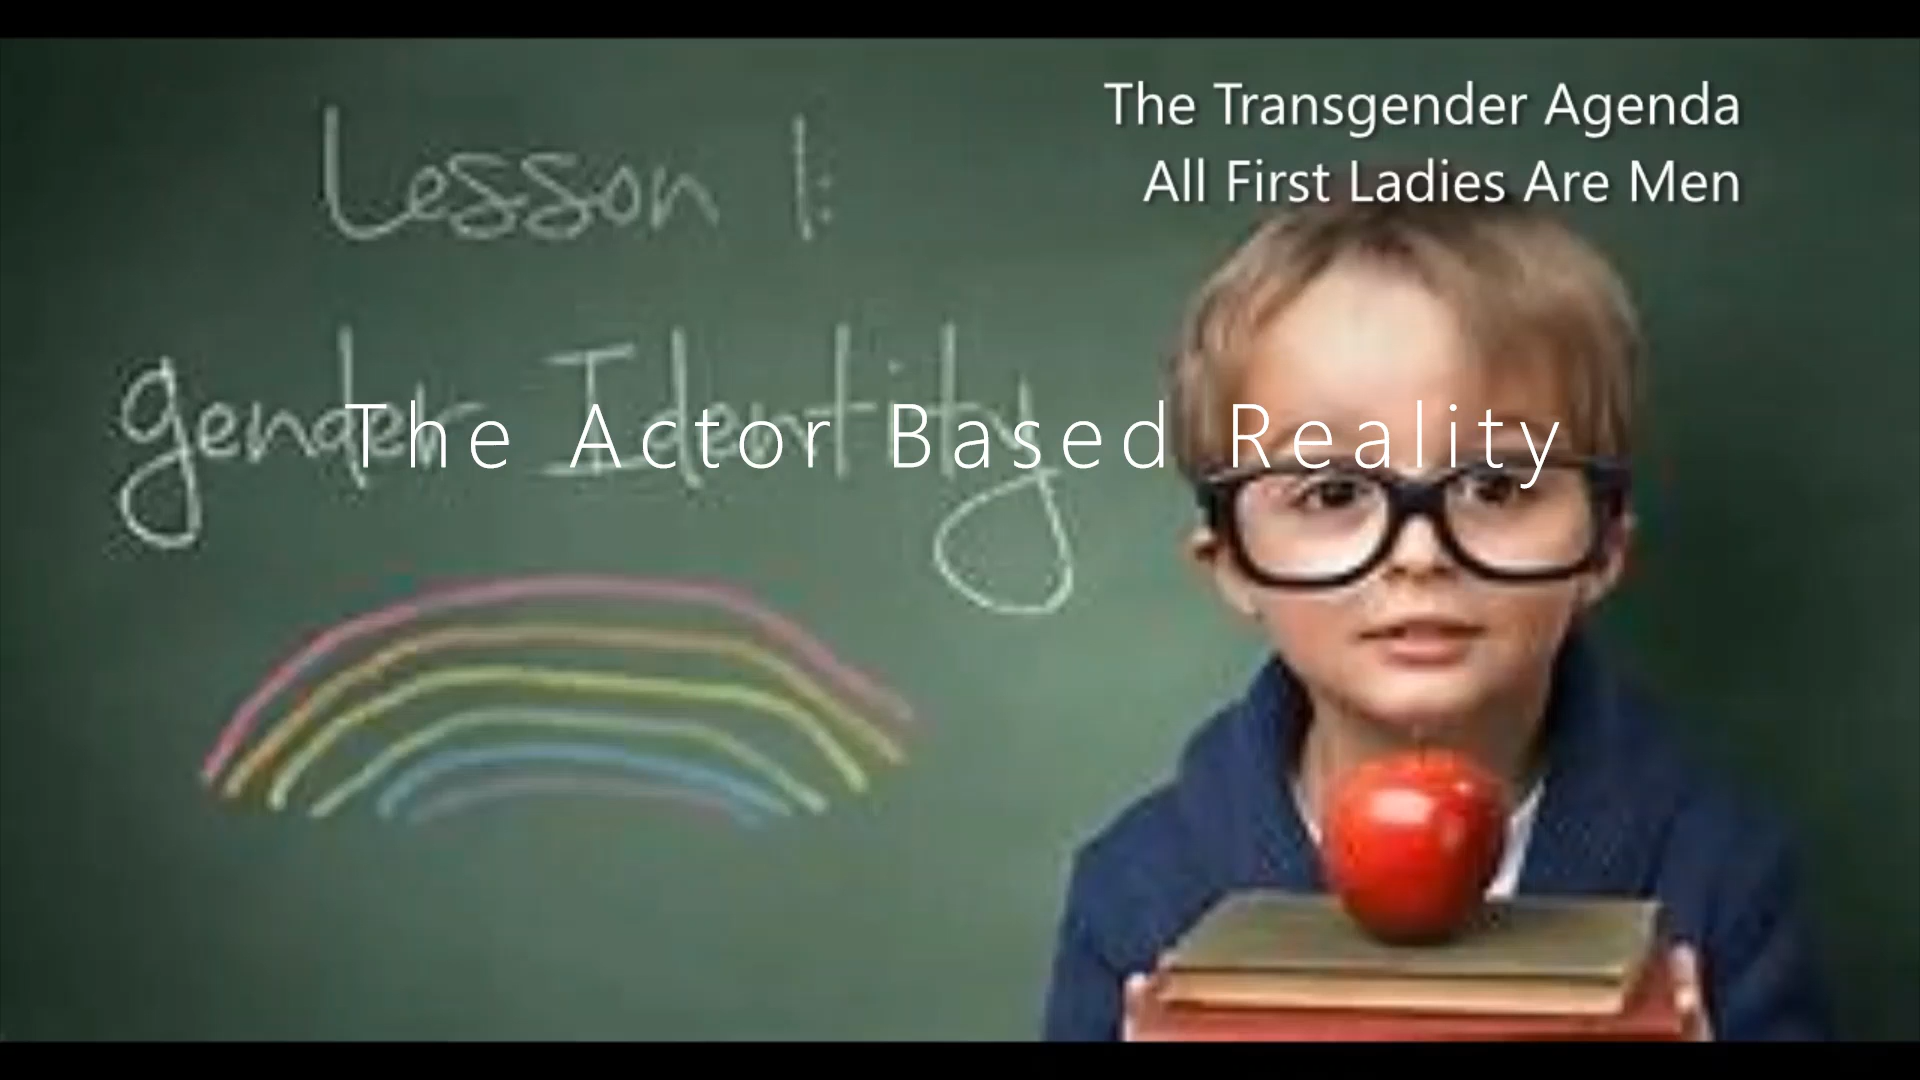 The Transgender Agenda
All First Ladies Are Men
Lesson 1:
gender Identity
The Actor Based Reality